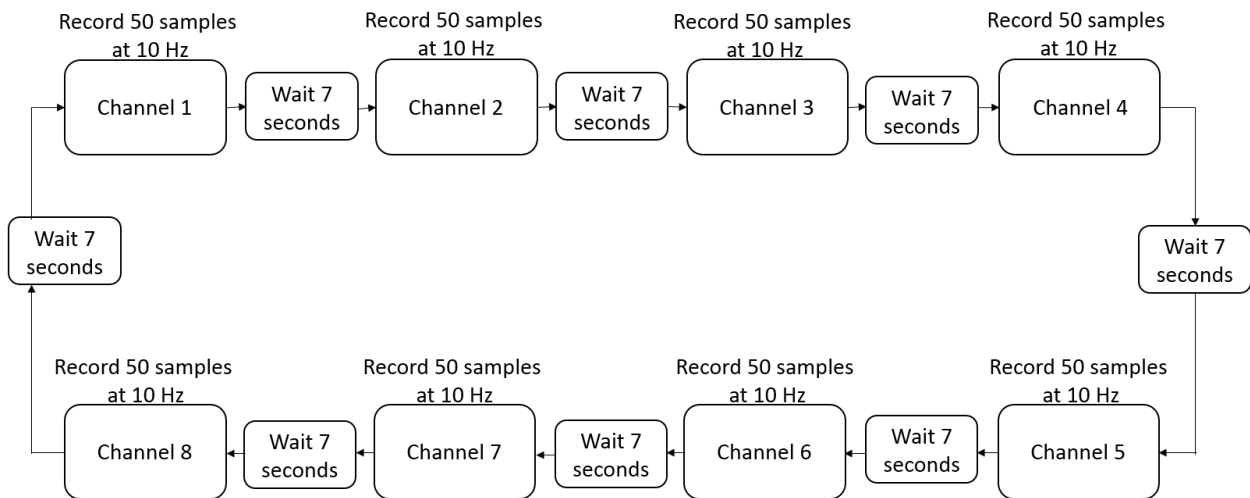 Record 50 samples
at 10 Hz
Record 50 samples
at 10 Hz
Record 50 samples
at 10 Hz
Record 50 samples
at 10 Hz
Channel 1
Wait 7
seconds
Channel 2
Wait 7
seconds
Channel 3
Wait 7
seconds
Channel 4
Wait 7
seconds
Wait 7
seconds
Record 50 samples
at 10 Hz
Record 50 samples
at 10 Hz
Record 50 samples
at 10 Hz
Record 50 samples
at 10 Hz
Channel 8
Wait 7
seconds
Channel 7
Wait 7
seconds
Channel 6
Wait 7
seconds
Channel 5